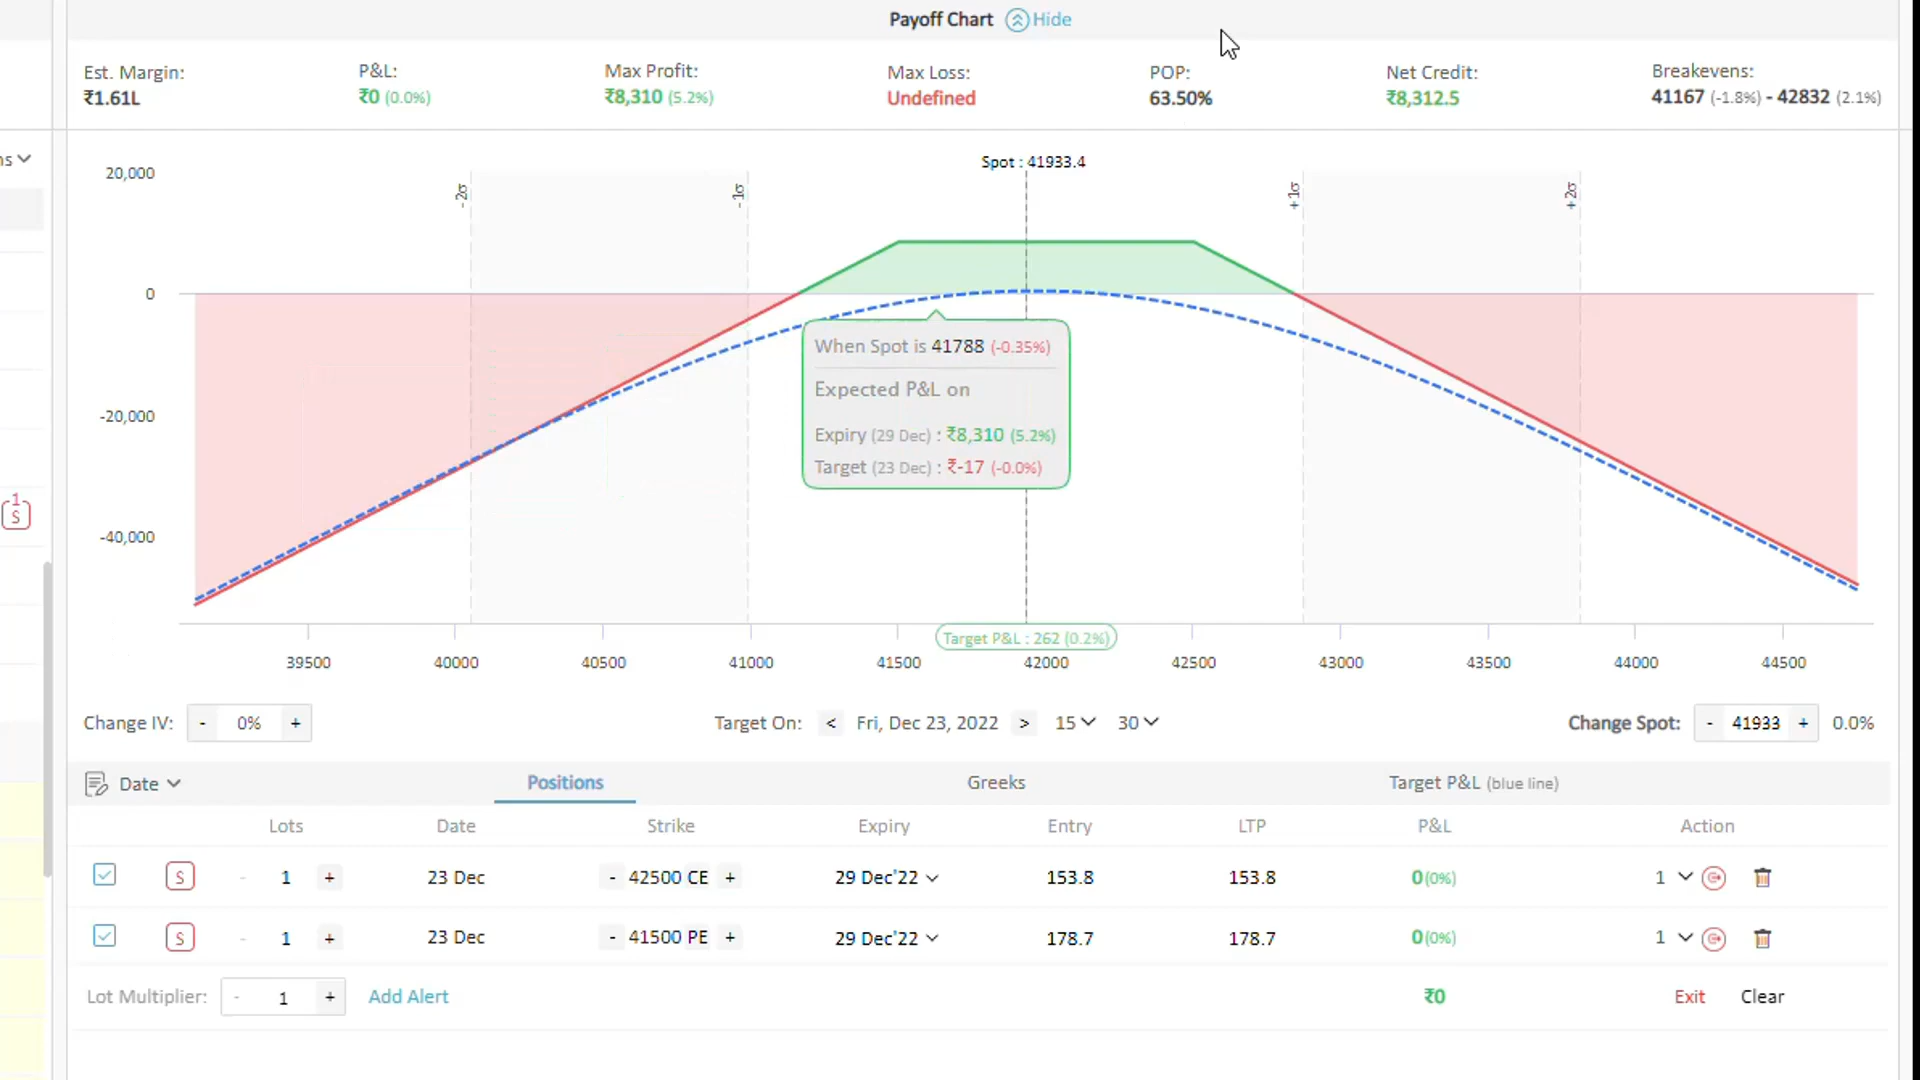 Payoff Chart Hide
Est. Margin: P&L: Max Profit: Max Loss: POP: Net Credit: Breakevens:
₹1.61L ₹0 (0.0%) ₹8,310 (5.2%) Undefined 63.50% ₹8,312.5 41167 (-1.8%) - 42832 (2.1%)
Spot : 41933.4
20,000
-2σ -1σ +1σ +2σ
0
When Spot is 41788 (-0.35%)
Expected P&L on
-20,000
Expiry (29 Dec) : ₹8,310 (5.2%)
Target (23 Dec) : ₹-17 (-0.0%)
1
S
-40,000
Target P&L : 262 (0.2%)
39500 40000 40500 41000 41500 42000 42500 43000 43500 44000 44500
Change IV: - 0% + Target On: < Fri, Dec 23, 2022 > 15 30 Change Spot: - 41933 + 0.0%
Date Positions Greeks Target P&L (blue line)
Lots Date Strike Expiry Entry LTP P&L Action
S - 1 + 23 Dec - 42500 CE + 29 Dec'22 153.8 153.8 0(0%) 1
S - 1 + 23 Dec - 41500 PE + 29 Dec'22 178.7 178.7 0(0%) 1
Lot Multiplier: - 1 + Add Alert ₹0 Exit Clear